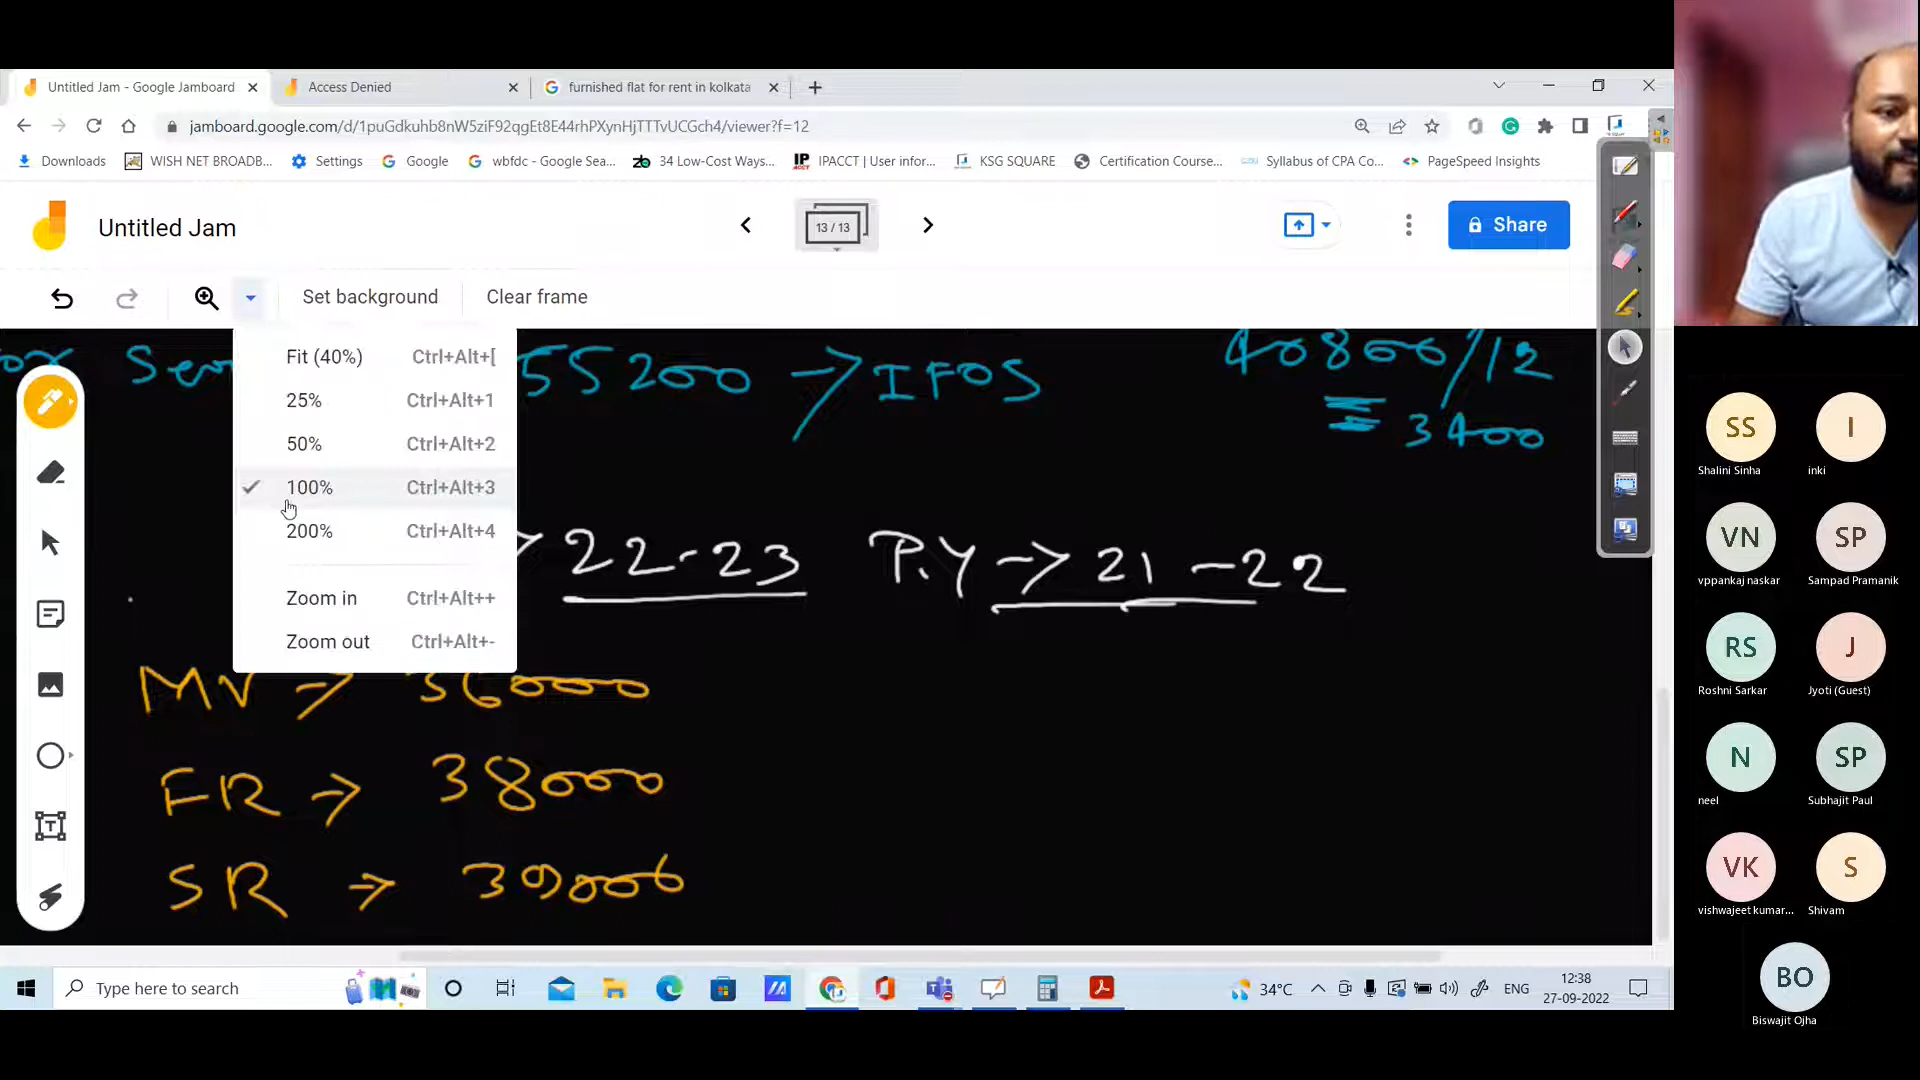 Untitled Jam - Google Jamboard
Access Denied
furnished flat for rent in kolkata
jamboard.google.com/d/1puGdkuhb8nW5ziF92qgEt8E44rhPXynHjTTTvUCGch4/viewer?f=12
Downloads
WISH NET BROADB...
Settings
Google
wbfdc - Google Sea...
34 Low-Cost Ways...
IPACCT | User infor...
KSG SQUARE
Certification Course...
Syllabus of CPA Co...
PageSpeed Insights
Untitled Jam
13 / 13
Share
Set background
Clear frame
Fit (40%) Ctrl+Alt+[
25% Ctrl+Alt+1
50% Ctrl+Alt+2
100% Ctrl+Alt+3
200% Ctrl+Alt+4
Zoom in Ctrl+Alt++
Zoom out Ctrl+Alt+-
55200 -> IFOS
40800/12
= 3400
22-23 P.Y -> 21-22
MV -> 36000
FR -> 38000
SR -> 39000
SS
Shalini Sinha
I
inki
VN
vppankaj naskar
SP
Sampad Pramanik
RS
Roshni Sarkar
J
Jyoti (Guest)
N
neel
SP
Subhajit Paul
VK
vishwajeet kumar...
S
Shivam
BO
Biswajit Ojha
Type here to search
34°C
ENG
12:38
27-09-2022